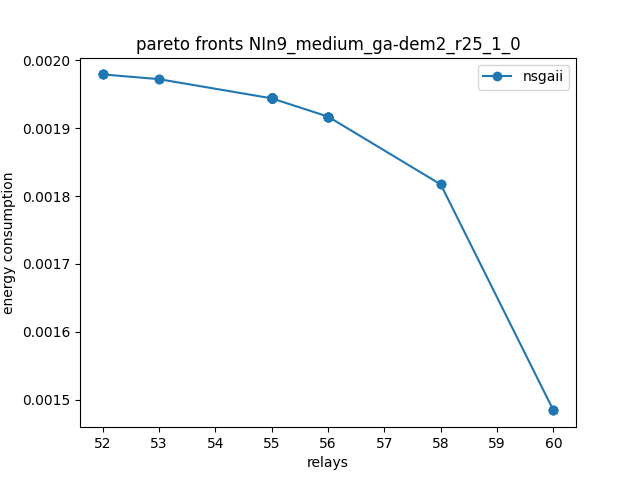 pareto fronts NIn9_medium_ga-dem2_r25_1_0
nsgaii
energy consumption
0.0020
0.0019
0.0018
0.0017
0.0016
0.0015
52 53 54 55 56 57 58 59 60
relays